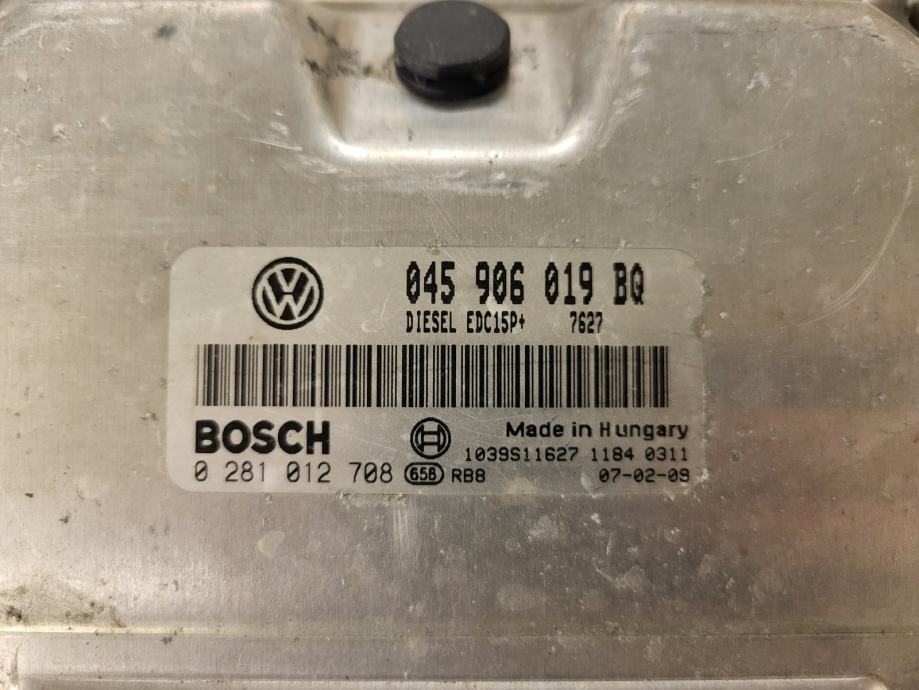 045 906 019 BQ
DIESEL EDC15P+ 7627
BOSCH Made in Hungary
1039S11627 1184 0311
0 281 012 708 658 RB8 07-02-09